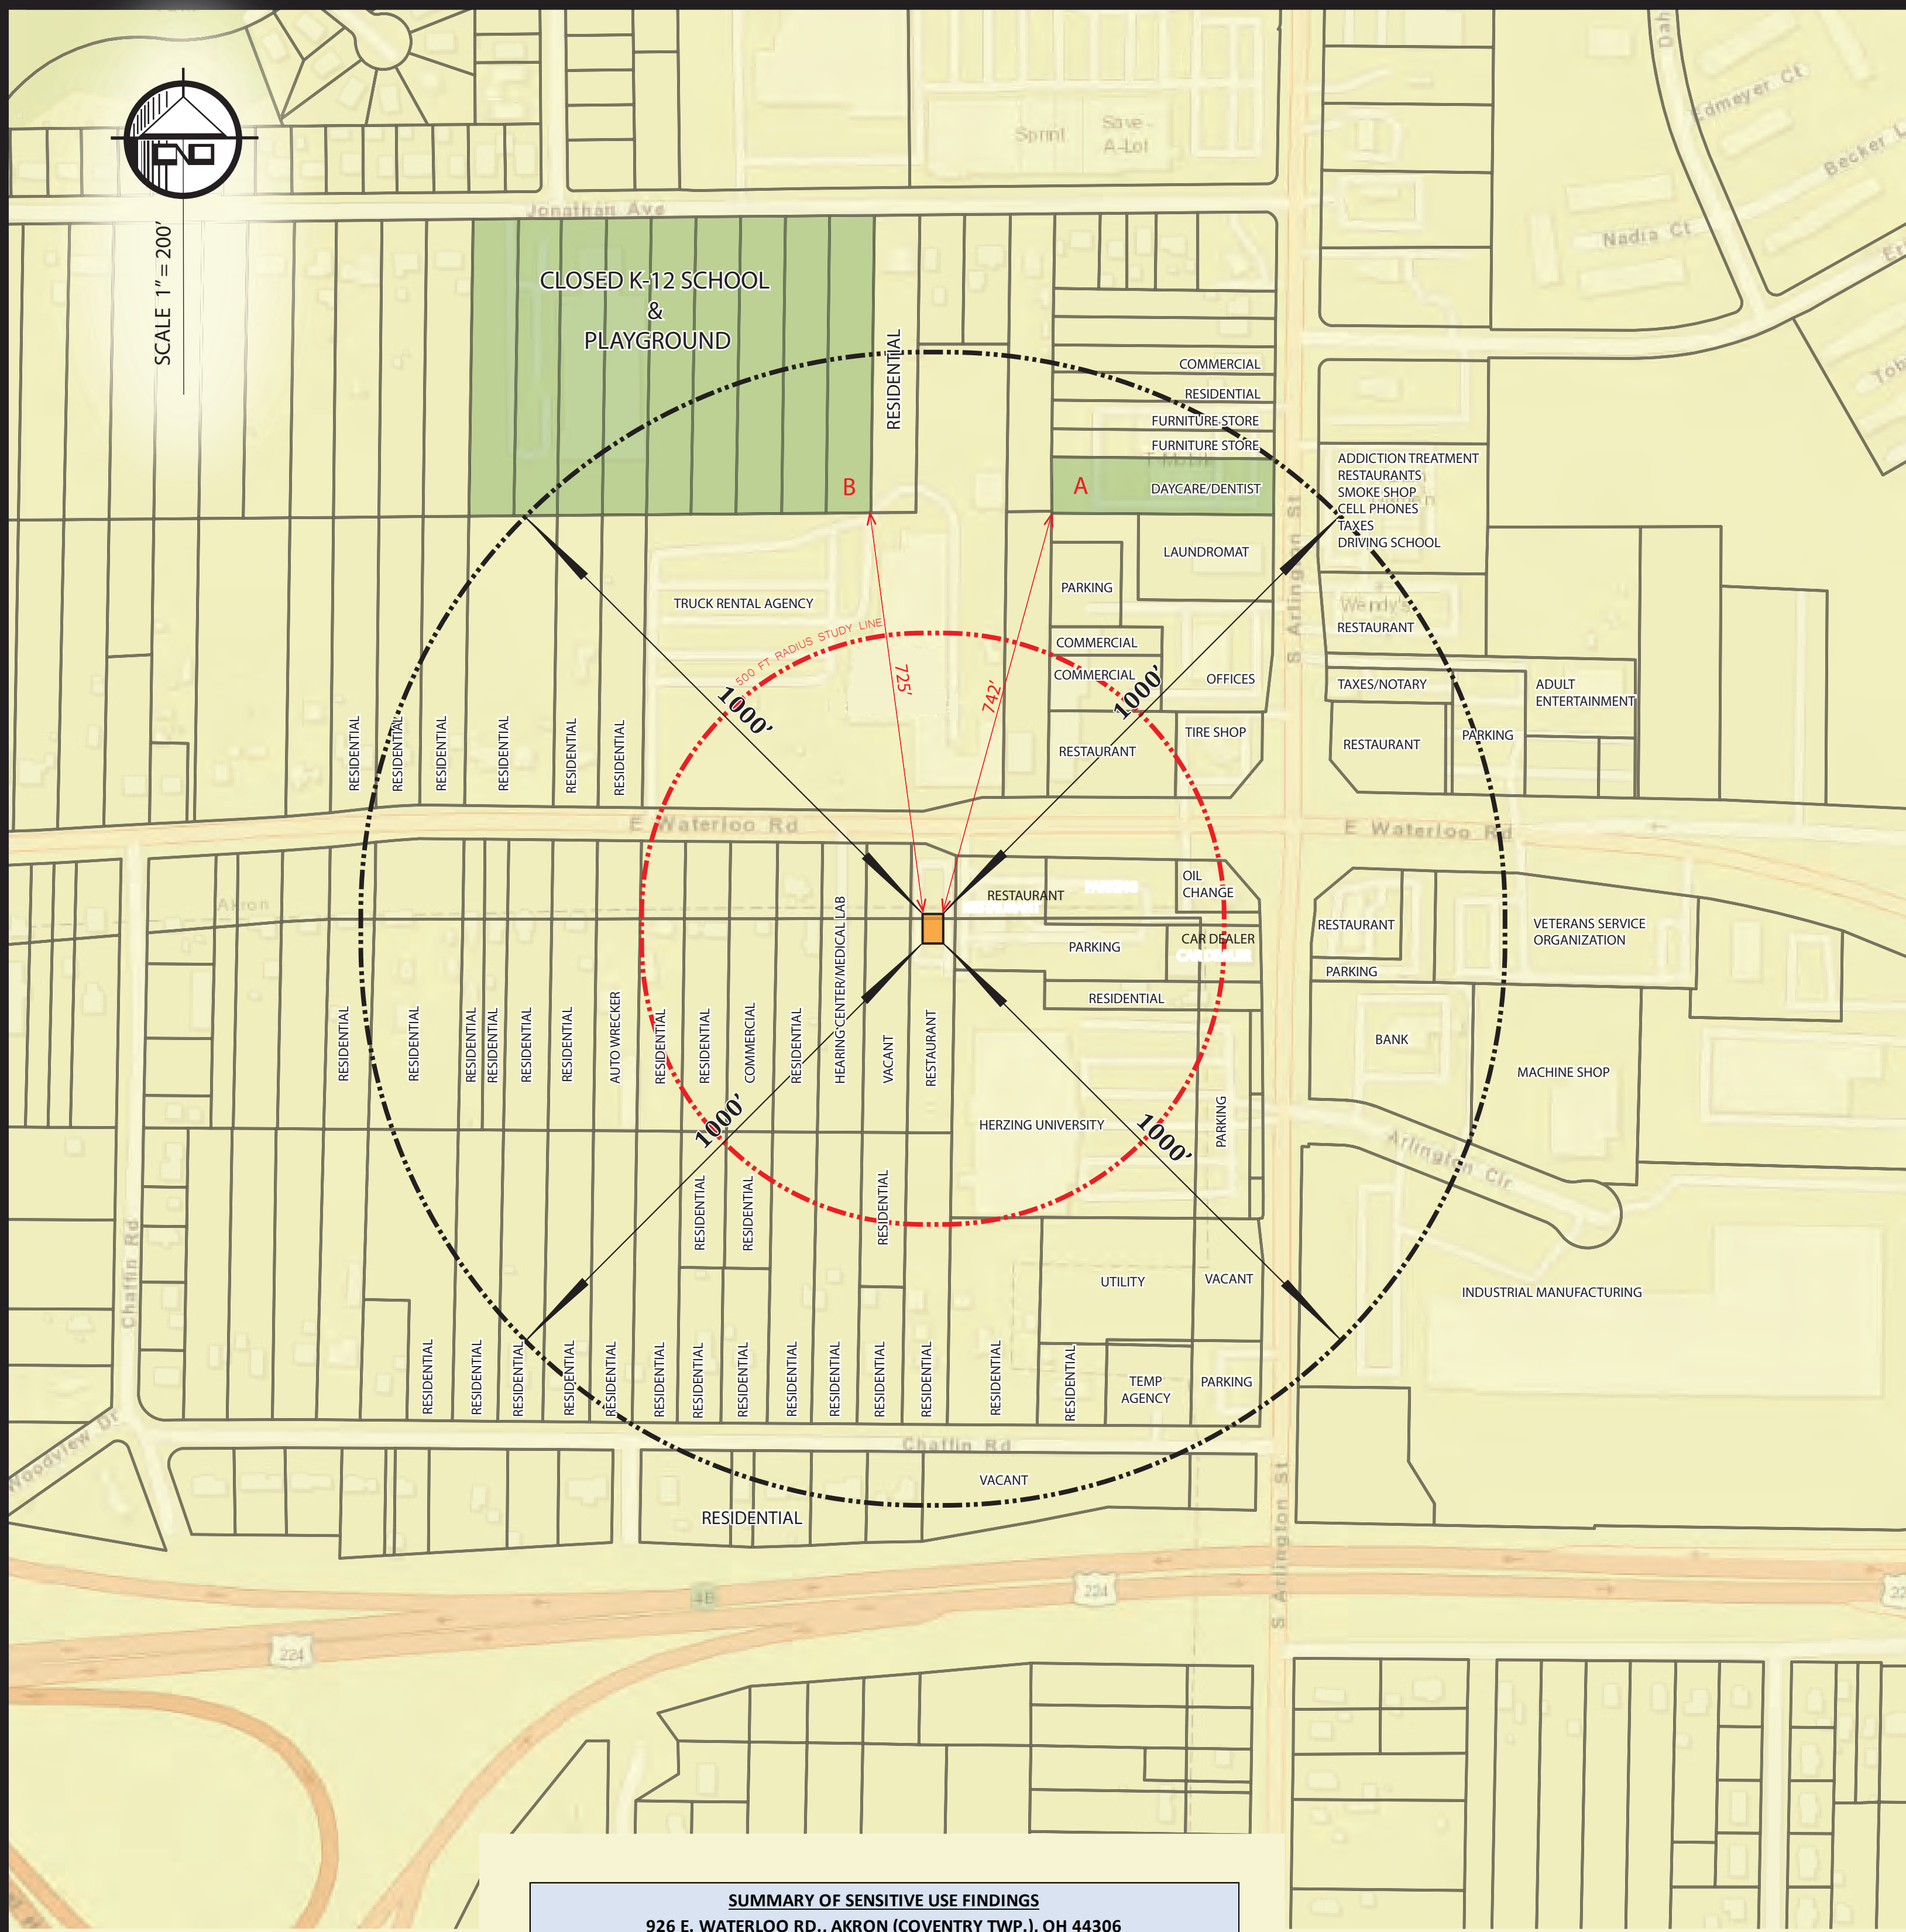 Sprint
Save-
A-Lot
Edmeyer Ct
Nadia Ct
Jonathan Ave
SCALE 1" = 200'
CLOSED K-12 SCHOOL
&
PLAYGROUND
RESIDENTIAL
COMMERCIAL
RESIDENTIAL
FURNITURE STORE
FURNITURE STORE
T-Mobile
B
A
DAYCARE/DENTIST
ADDICTION TREATMENT
RESTAURANTS
SMOKE SHOP
CELL PHONES
TAXES
DRIVING SCHOOL
S Arlington St
LAUNDROMAT
PARKING
TRUCK RENTAL AGENCY
Wendy's
RESTAURANT
500 FT RADIUS STUDY LINE
COMMERCIAL
COMMERCIAL
OFFICES
TAXES/NOTARY
ADULT
ENTERTAINMENT
725'
742'
1000'
1000'
RESIDENTIAL
RESIDENTIAL
RESIDENTIAL
RESIDENTIAL
RESIDENTIAL
RESIDENTIAL
RESTAURANT
TIRE SHOP
RESTAURANT
PARKING
E Waterloo Rd
E Waterloo Rd
Akron
RESTAURANT
PARKING
OIL
CHANGE
RESTAURANT
VETERANS SERVICE
ORGANIZATION
PARKING
CAR DEALER
CAR DEALER
PARKING
RESIDENTIAL
RESIDENTIAL
RESIDENTIAL
RESIDENTIAL
RESIDENTIAL
RESIDENTIAL
RESIDENTIAL
AUTO WRECKER
RESIDENTIAL
RESIDENTIAL
COMMERCIAL
RESIDENTIAL
HEARING CENTER/MEDICAL LAB
VACANT
RESTAURANT
BANK
MACHINE SHOP
HERZING UNIVERSITY
PARKING
1000'
1000'
Arlington Cir
RESIDENTIAL
RESIDENTIAL
RESIDENTIAL
Chaffin Rd
UTILITY
VACANT
INDUSTRIAL MANUFACTURING
RESIDENTIAL
RESIDENTIAL
RESIDENTIAL
RESIDENTIAL
RESIDENTIAL
RESIDENTIAL
RESIDENTIAL
RESIDENTIAL
RESIDENTIAL
RESIDENTIAL
RESIDENTIAL
RESIDENTIAL
RESIDENTIAL
RESIDENTIAL
TEMP
AGENCY
PARKING
Woodview Dr
Chaffin Rd
VACANT
RESIDENTIAL
S Arlington St
4B
224
224
SUMMARY OF SENSITIVE USE FINDINGS
926 E. WATERLOO RD., AKRON (COVENTRY TWP.), OH 44306